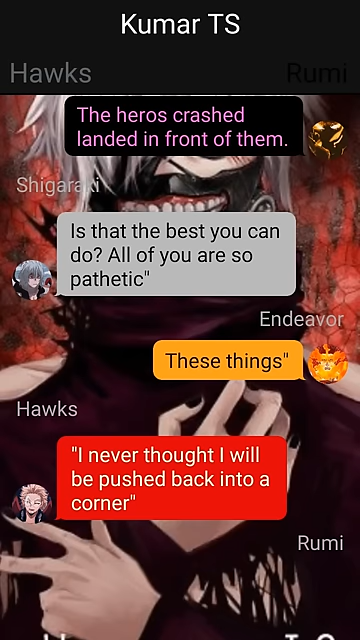 Kumar TS
Hawks
Rumi
The heros crashed
landed in front of them.
Shigaraki
Is that the best you can
do? All of you are so
pathetic"
Endeavor
These things"
Hawks
"I never thought I will
be pushed back into a
corner"
Rumi